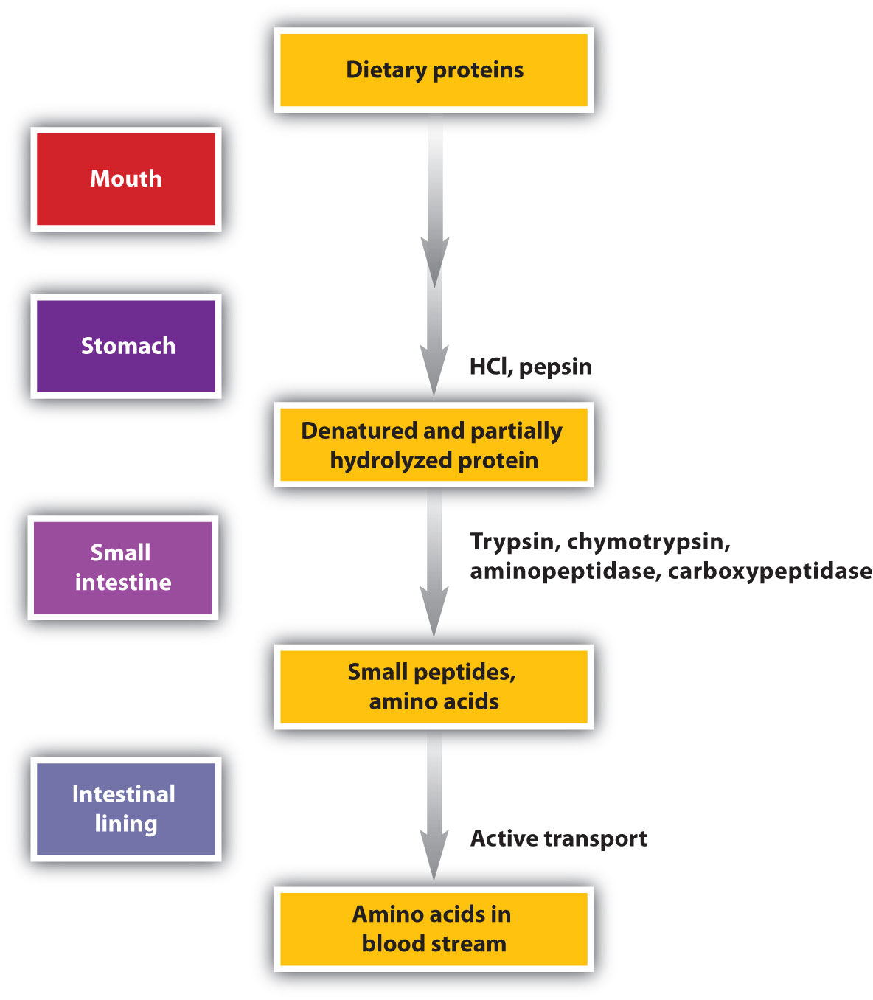 Dietary proteins
Mouth
Stomach
HCl, pepsin
Denatured and partially
hydrolyzed protein
Small
intestine
Trypsin, chymotrypsin,
aminopeptidase, carboxypeptidase
Small peptides,
amino acids
Intestinal
lining
Active transport
Amino acids in
blood stream